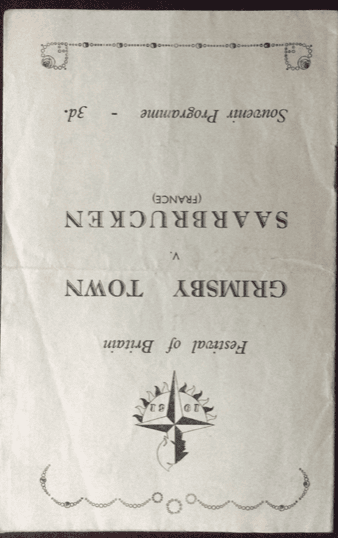 Festival of Britain
GRIMSBY TOWN
V.
SAARBRUCKEN
(FRANCE)
Souvenir Programme - 3d.